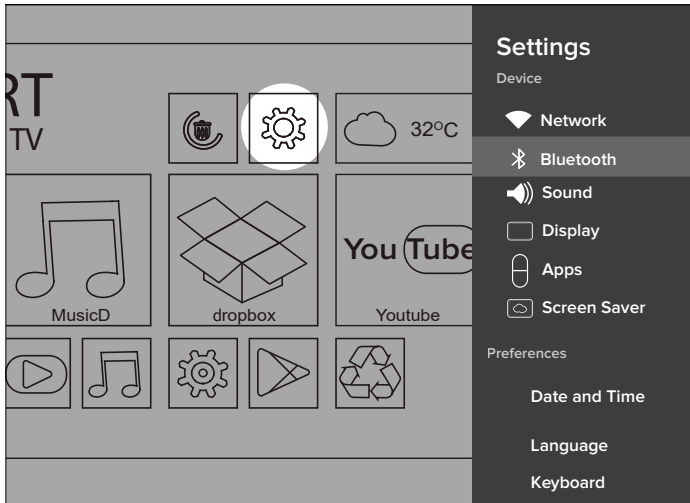 RT
TV
32°C
MusicD
dropbox
You Tube
Youtube
Settings
Device
Network
Bluetooth
Sound
Display
Apps
Screen Saver
Preferences
Date and Time
Language
Keyboard